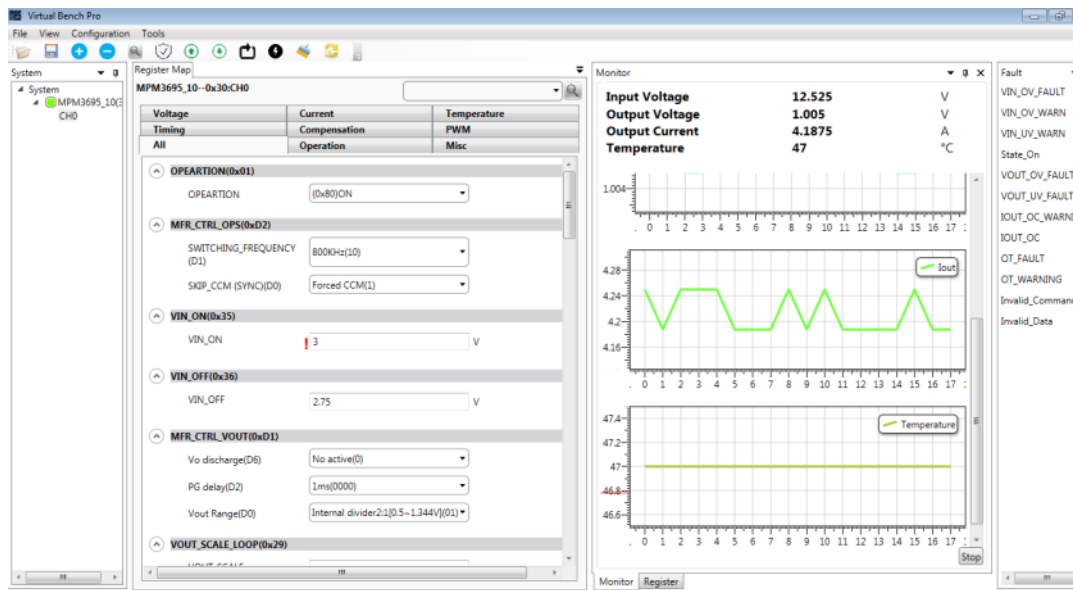 Virtual Bench Pro
File View Configuration Tools
System
System
MPM3695_10(3
CH0
Register Map
MPM3695_10--0x30:CH0
Voltage Current Temperature
Timing Compensation PWM
All Operation Misc
OPEARTION(0x01)
OPEARTION (0x80)ON
MFR_CTRL_OPS(0xD2)
SWITCHING_FREQUENCY
(D1) 800KHz(10)
SKIP_CCM (SYNC)(D0) Forced CCM(1)
VIN_ON(0x35)
VIN_ON ! 3 V
VIN_OFF(0x36)
VIN_OFF 2.75 V
MFR_CTRL_VOUT(0xD1)
Vo discharge(D6) No active(0)
PG delay(D2) 1ms(0000)
Vout Range(D0) Internal divider2:1[0.5~1.344V](01)
VOUT_SCALE_LOOP(0x29)
Monitor
Input Voltage 12.525 V
Output Voltage 1.005 V
Output Current 4.1875 A
Temperature 47 °C
1.004
. 0 1 2 3 4 5 6 7 8 9 10 11 12 13 14 15 16 17
Iout
4.28
4.24
4.2
4.16
. 0 1 2 3 4 5 6 7 8 9 10 11 12 13 14 15 16 17
Temperature
47.4
47.2
47
46.8
46.6
. 0 1 2 3 4 5 6 7 8 9 10 11 12 13 14 15 16 17
Stop
Monitor Register
Fault
VIN_OV_FAULT
VIN_OV_WARN
VIN_UV_WARN
State_On
VOUT_OV_FAULT
VOUT_UV_FAULT
IOUT_OC_WARNI
IOUT_OC
OT_FAULT
OT_WARNING
Invalid_Command
Invalid_Data